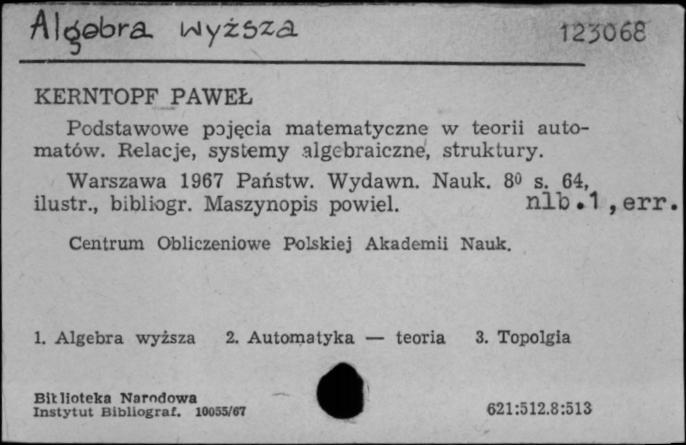 Algebra wyższa 123068
KERNTOPF PAWEŁ
Podstawowe pojęcia matematyczne w teorii auto-
matów. Relacje, systemy algebraiczne, struktury.
Warszawa 1967 Państw. Wydawn. Nauk. 8⁰ s. 64,
ilustr., bibliogr. Maszynopis powiel. nlb.1,err.
Centrum Obliczeniowe Polskiej Akademii Nauk.
1. Algebra wyższa 2. Automatyka — teoria 3. Topolgia
Biblioteka Narodowa
Instytut Bibliograf. 10055/67 621:512.8:513